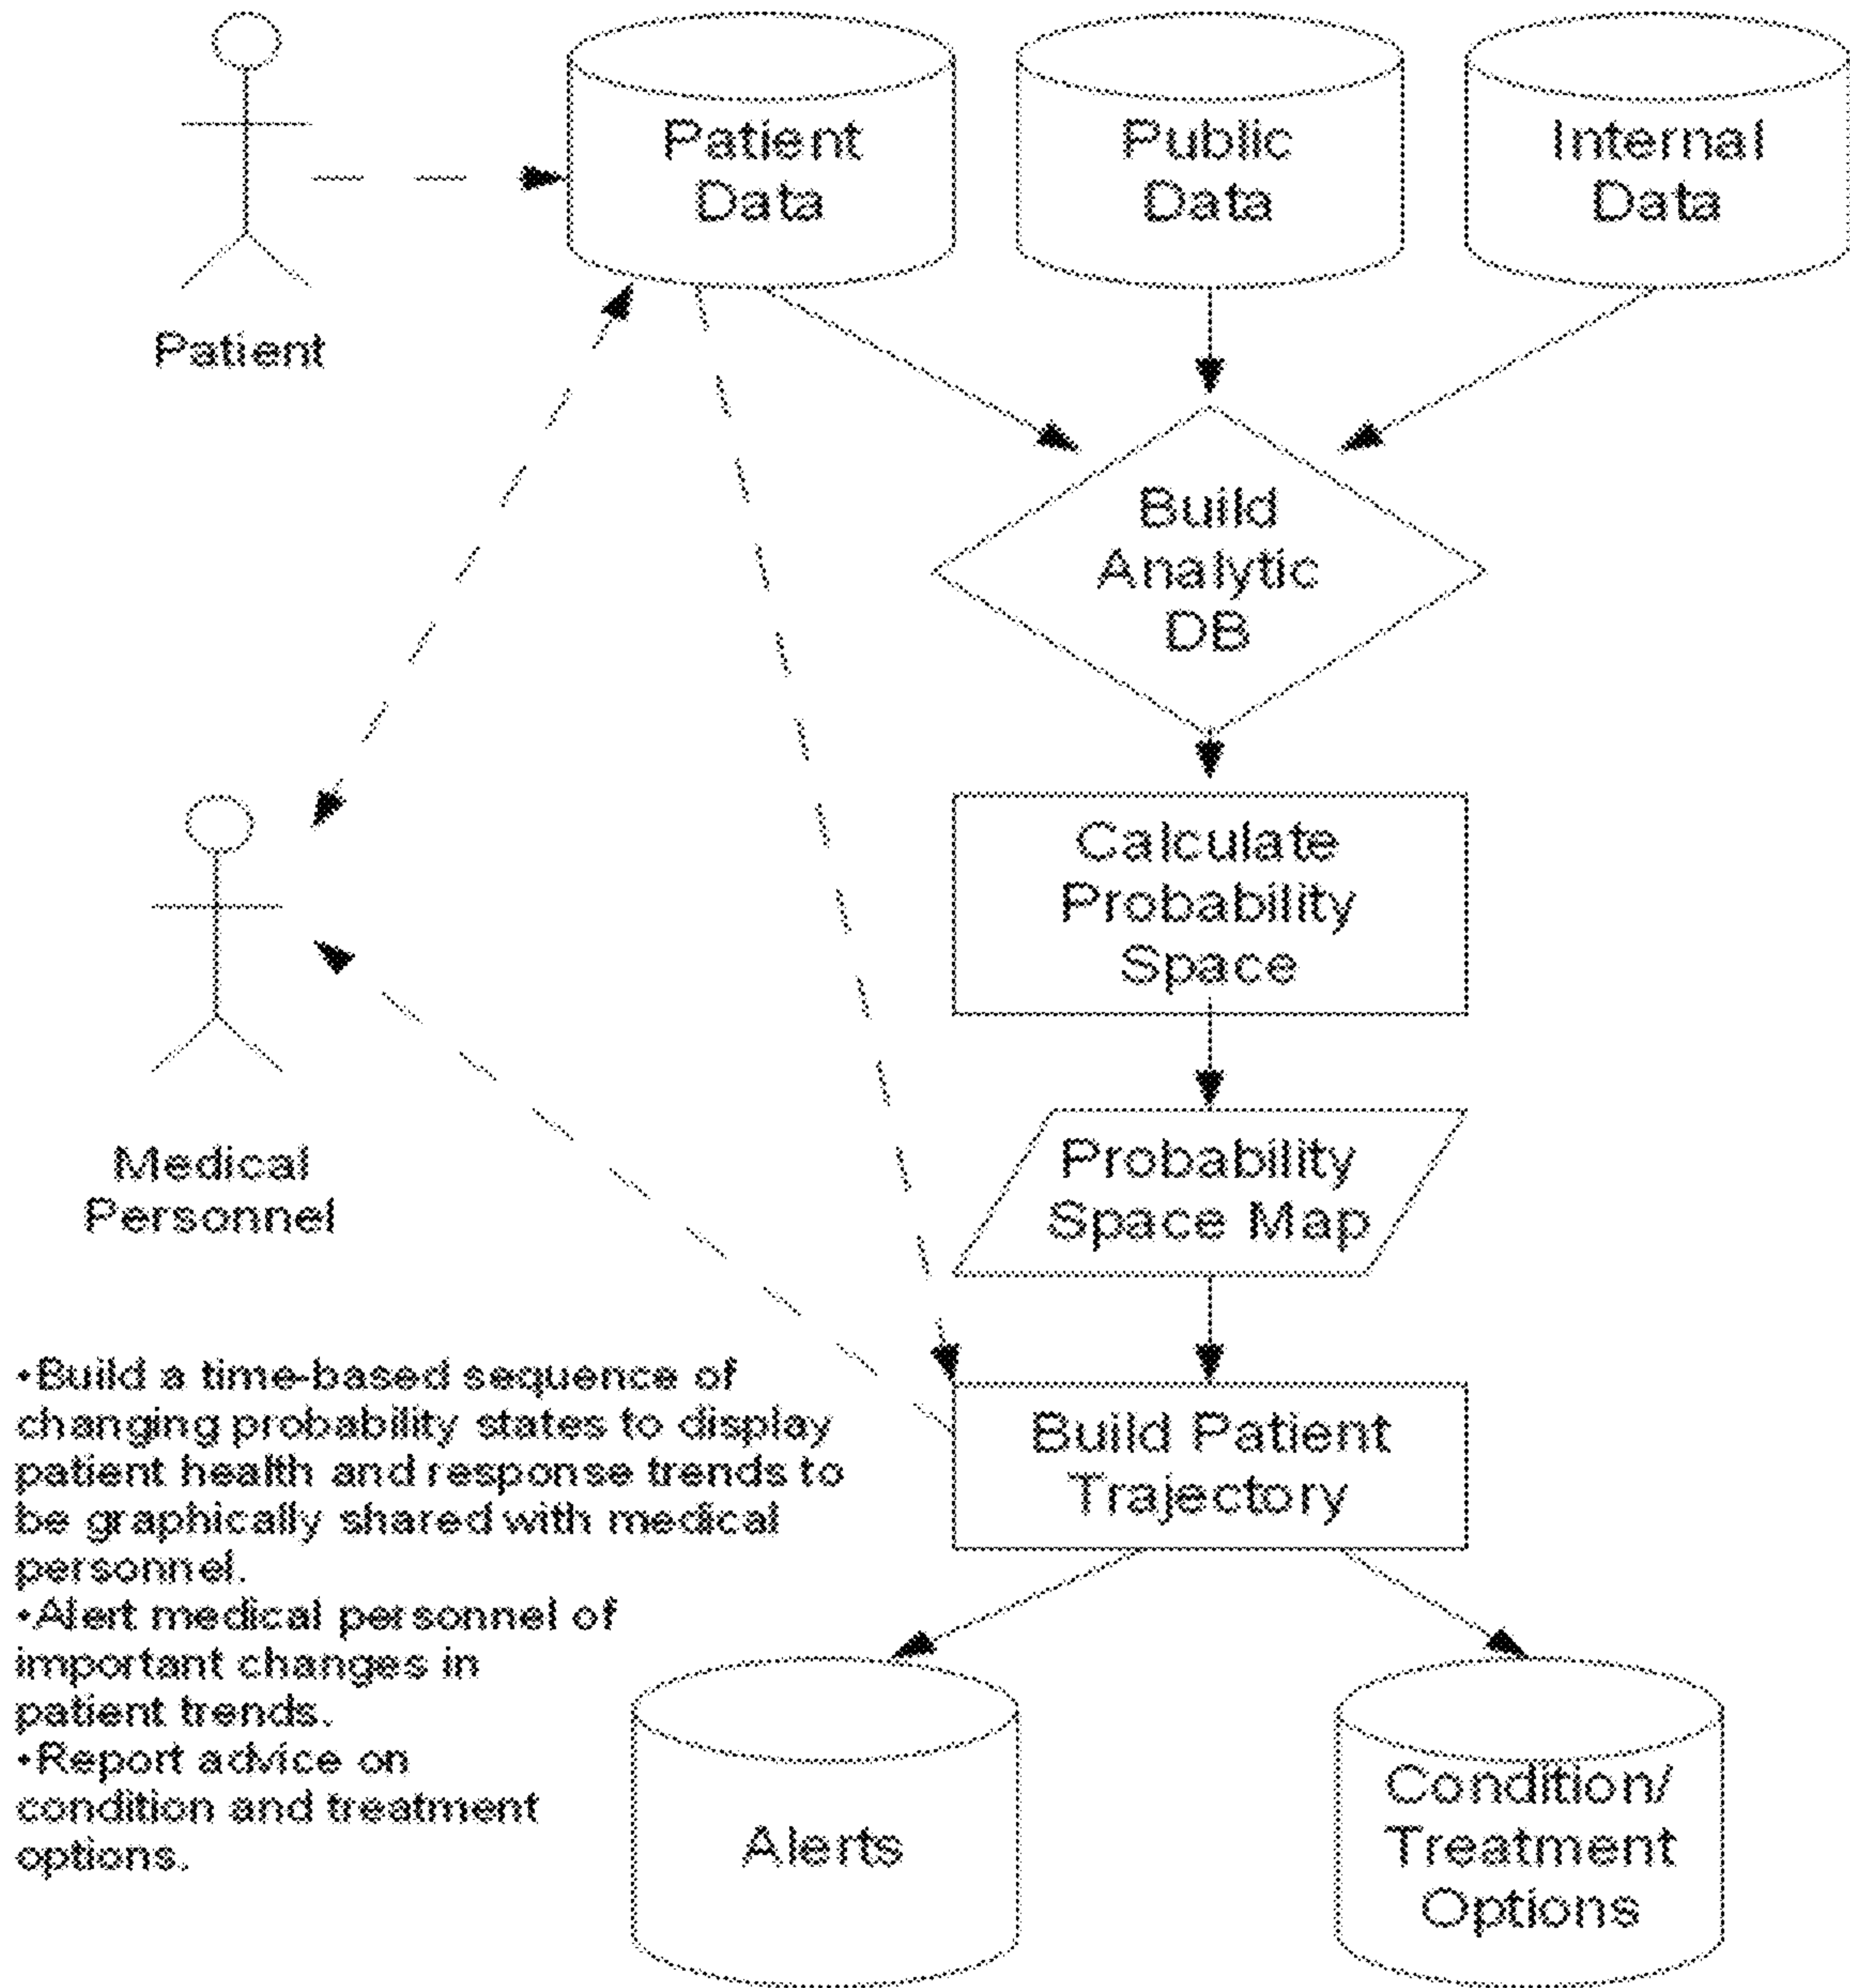 Patient
Data
Public
Data
Internal
Data
Patient
Build
Analytic
DB
Calculate
Probability
Space
Medical
Personnel
Probability
Space Map
Build Patient
Trajectory
•Build a time-based sequence of
changing probability states to display
patient health and response trends to
be graphically shared with medical
personnel.
•Alert medical personnel of
important changes in
patient trends.
•Report advice on
condition and treatment
options.
Alerts
Condition/
Treatment
Options